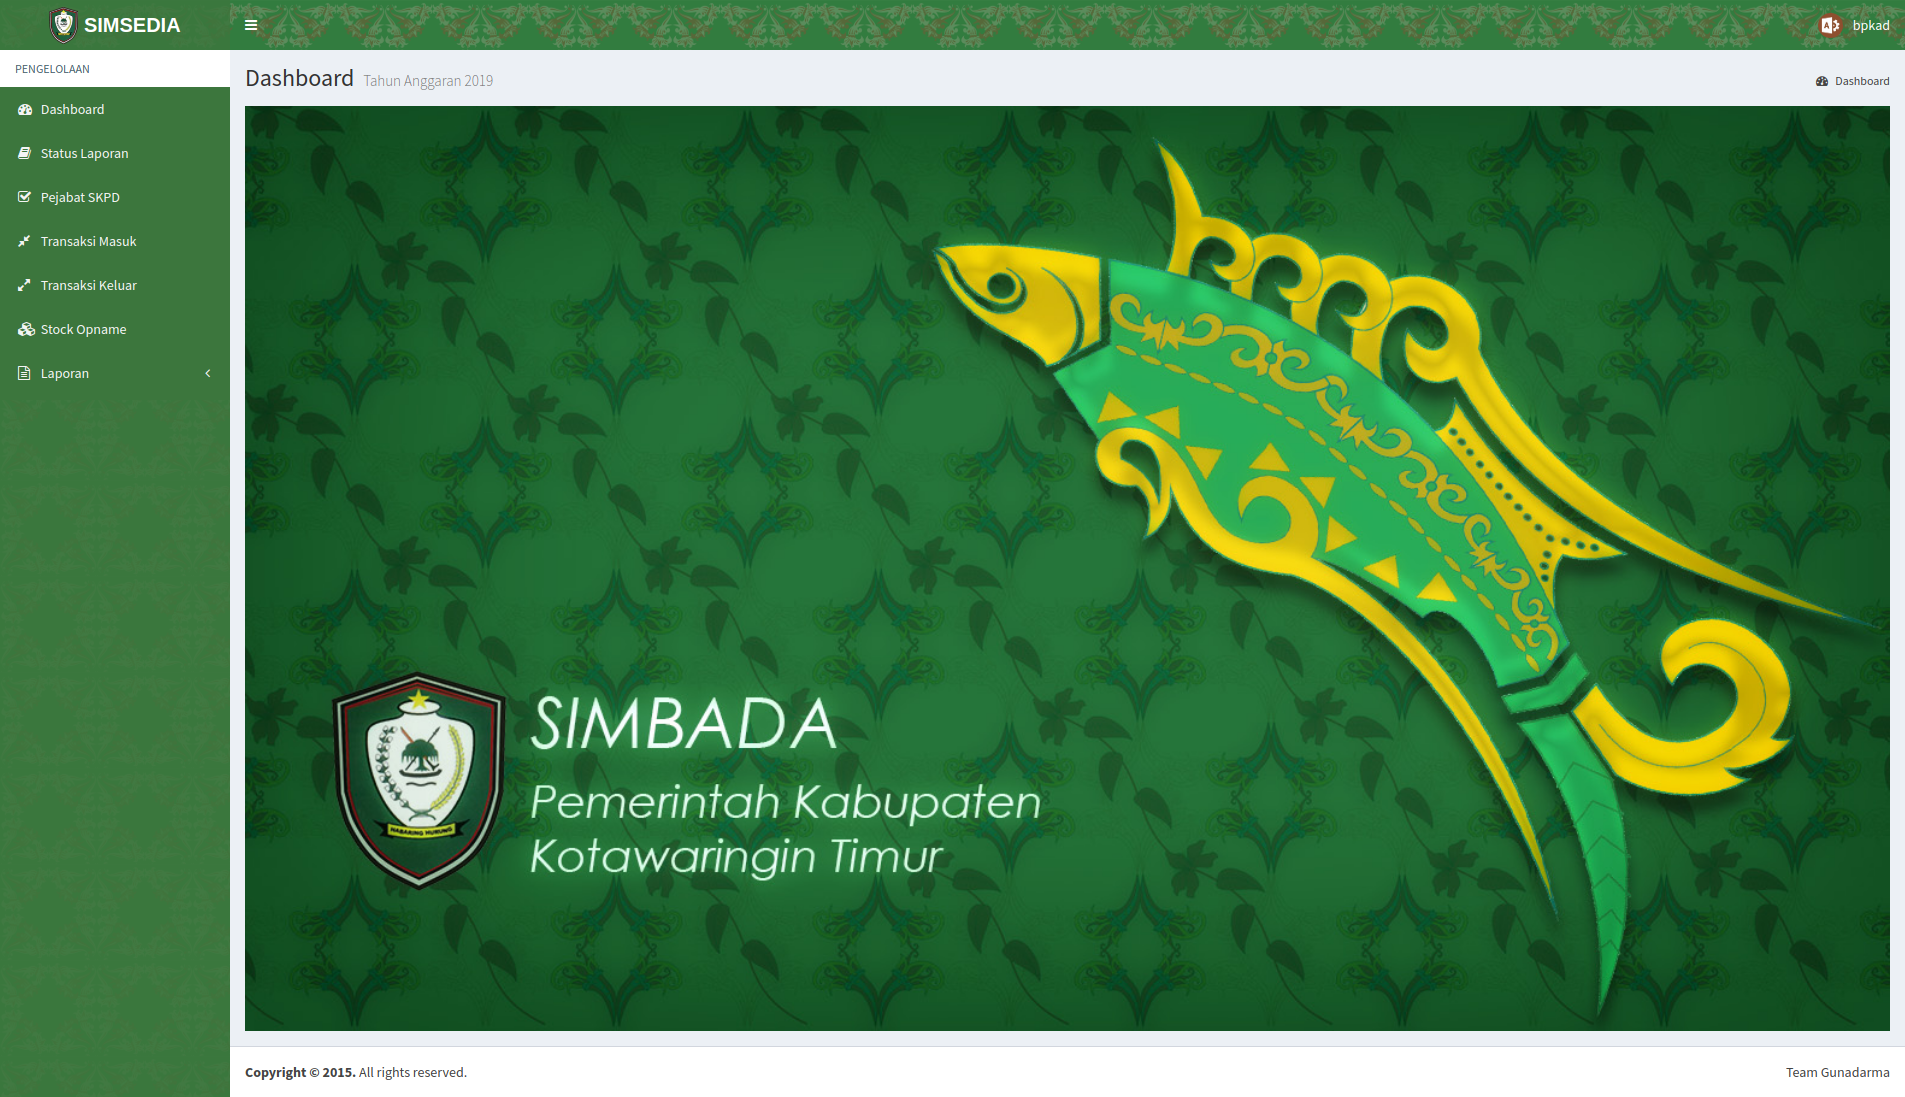 SIMSEDIA
bpkad
PENGELOLAAN
Dashboard
Status Laporan
Pejabat SKPD
Transaksi Masuk
Transaksi Keluar
Stock Opname
Laporan
Dashboard Tahun Anggaran 2019
Dashboard
SIMBADA
Pemerintah Kabupaten
Kotawaringin Timur
HABARING HURUNG
Copyright © 2015. All rights reserved.
Team Gunadarma